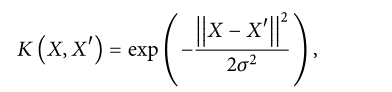 K(X, X′) = exp(−||X − X′||² / 2σ²),